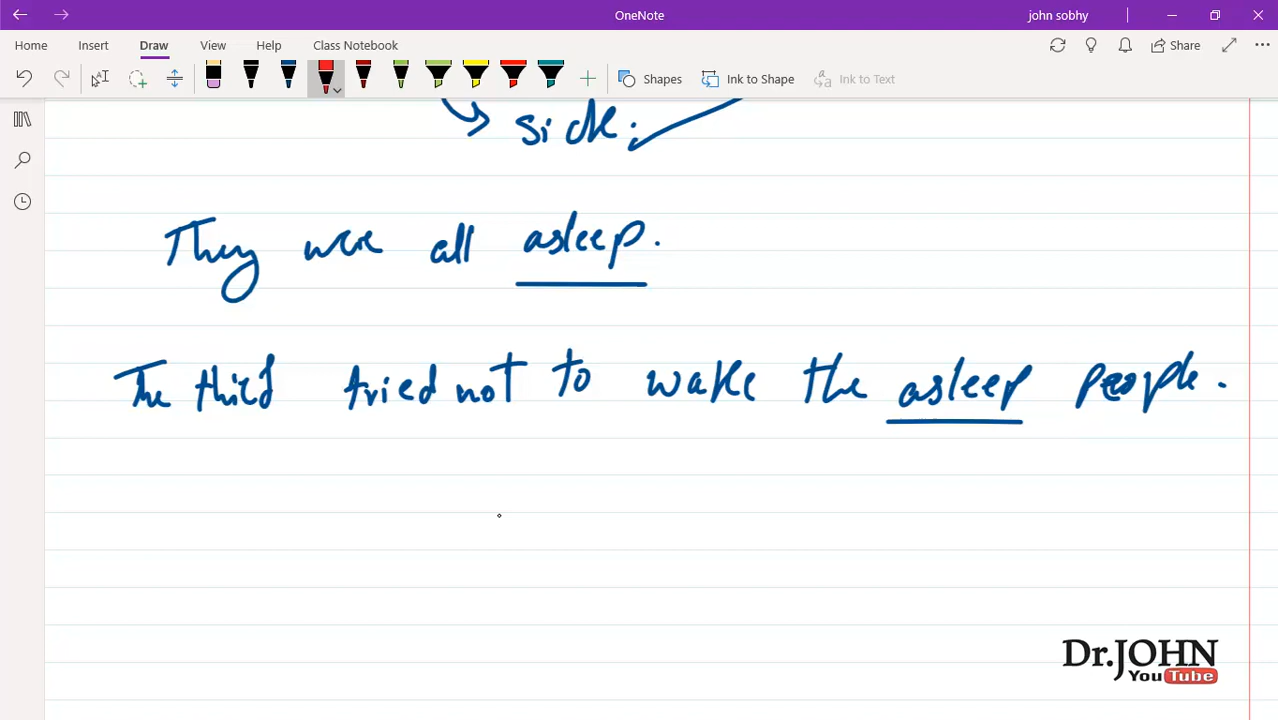 OneNote
john sobhy
Home Insert Draw View Help Class Notebook
Share
Shapes Ink to Shape Ink to Text
sick.
They were all asleep.
The thief tried not to wake the asleep people.
Dr.JOHN
YouTube